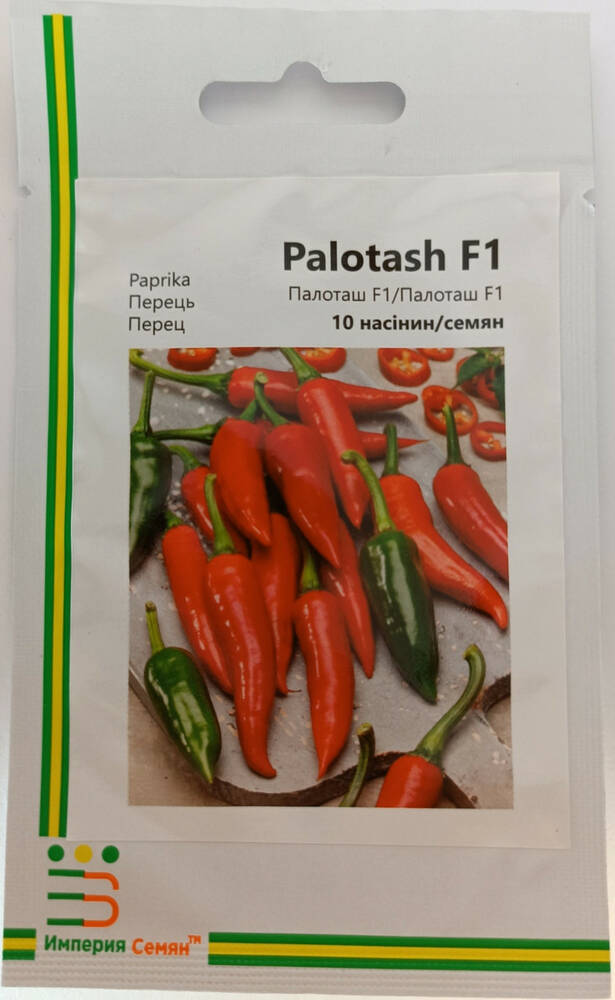 Palotash F1
Палоташ F1/Палоташ F1
10 насінин/семян
Paprika
Перець
Перец
Империя Семян™